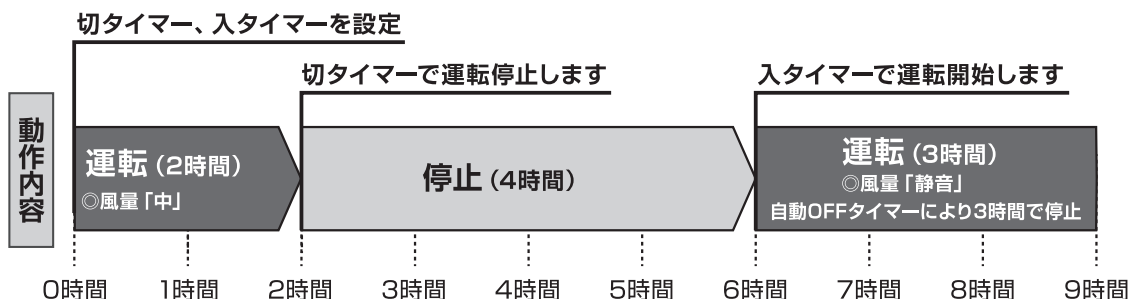 切タイマー、入タイマーを設定
切タイマーで運転停止します
入タイマーで運転開始します
動作内容
運転（2時間）
◎風量「中」
停止（4時間）
運転（3時間）
◎風量「静音」
自動OFFタイマーにより3時間で停止
0時間
1時間
2時間
3時間
4時間
5時間
6時間
7時間
8時間
9時間